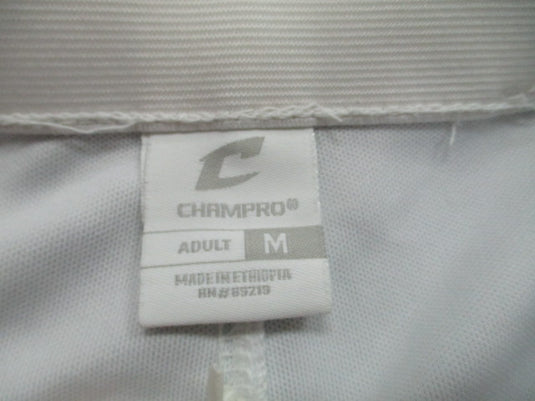 C
CHAMPRO®
ADULT M
MADE IN ETHIOPIA
RN# 89219